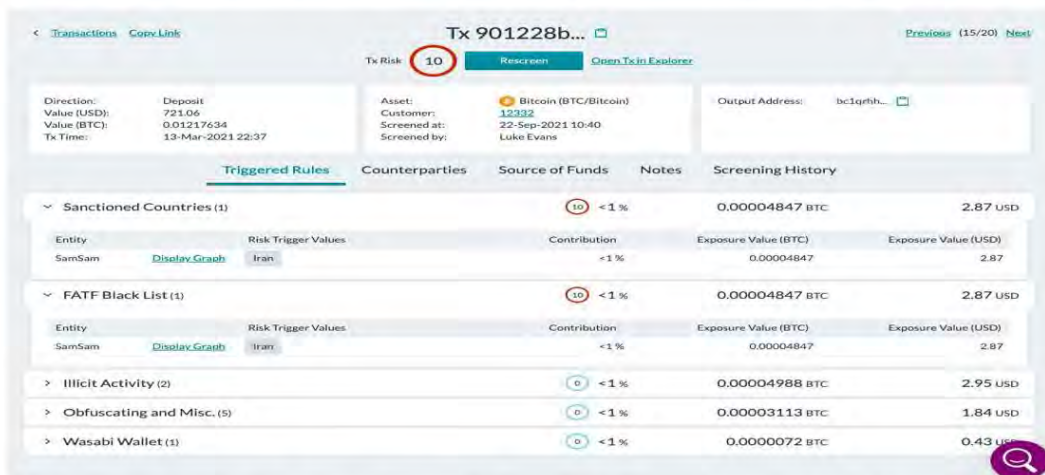 < Transactions Copy Link Tx 901228b... Previous (15/20) Next
Tx Risk 10 Rescreen Open Tx in Explorer
Direction: Deposit Asset: Bitcoin (BTC/Bitcoin) Output Address: bc1qrhh...
Value (USD): 721.06 Customer: 12332
Value (BTC): 0.01217634 Screened at: 22-Sep-2021 10:40
Tx Time: 13-Mar-2021 22:37 Screened by: Luke Evans
Triggered Rules Counterparties Source of Funds Notes Screening History
Sanctioned Countries (1) 10 <1 % 0.00004847 BTC 2.87 USD
Entity Risk Trigger Values Contribution Exposure Value (BTC) Exposure Value (USD)
SamSam Display Graph Iran <1 % 0.00004847 2.87
FATF Black List (1) 10 <1 % 0.00004847 BTC 2.87 USD
Entity Risk Trigger Values Contribution Exposure Value (BTC) Exposure Value (USD)
SamSam Display Graph Iran <1 % 0.00004847 2.87
> Illicit Activity (2) 0 <1 % 0.00004988 BTC 2.95 USD
> Obfuscating and Misc. (5) 0 <1 % 0.00003113 BTC 1.84 USD
> Wasabi Wallet (1) 0 <1 % 0.0000072 BTC 0.43 USD